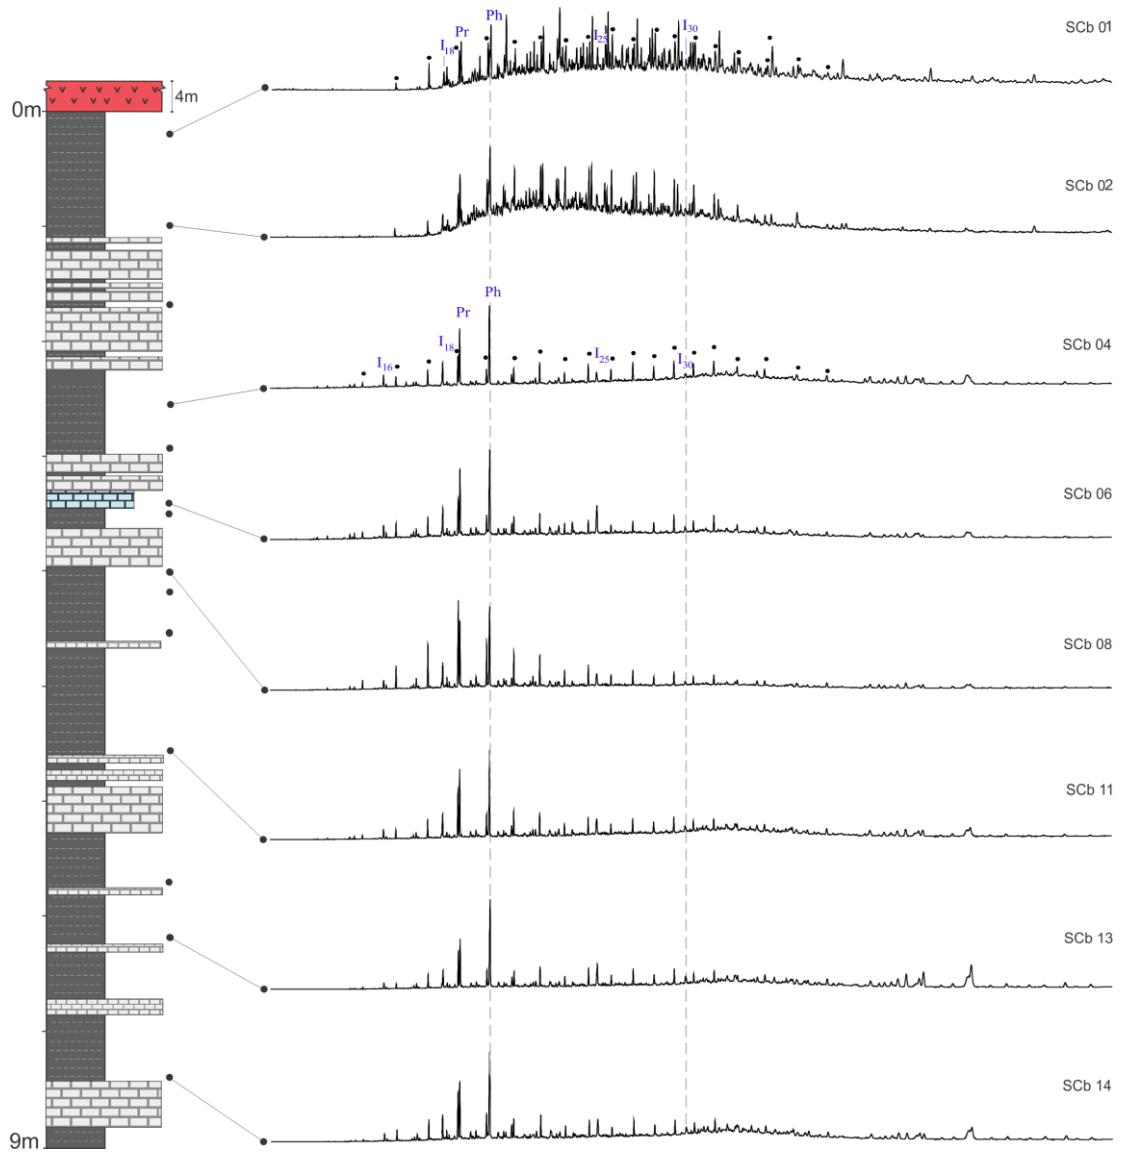 Ph
I30
SCb 01
Pr
I25
I18
4m
0m
SCb 02
Ph
Pr
I18
I25
SCb 04
I16
I30
SCb 06
SCb 08
SCb 11
SCb 13
SCb 14
9m